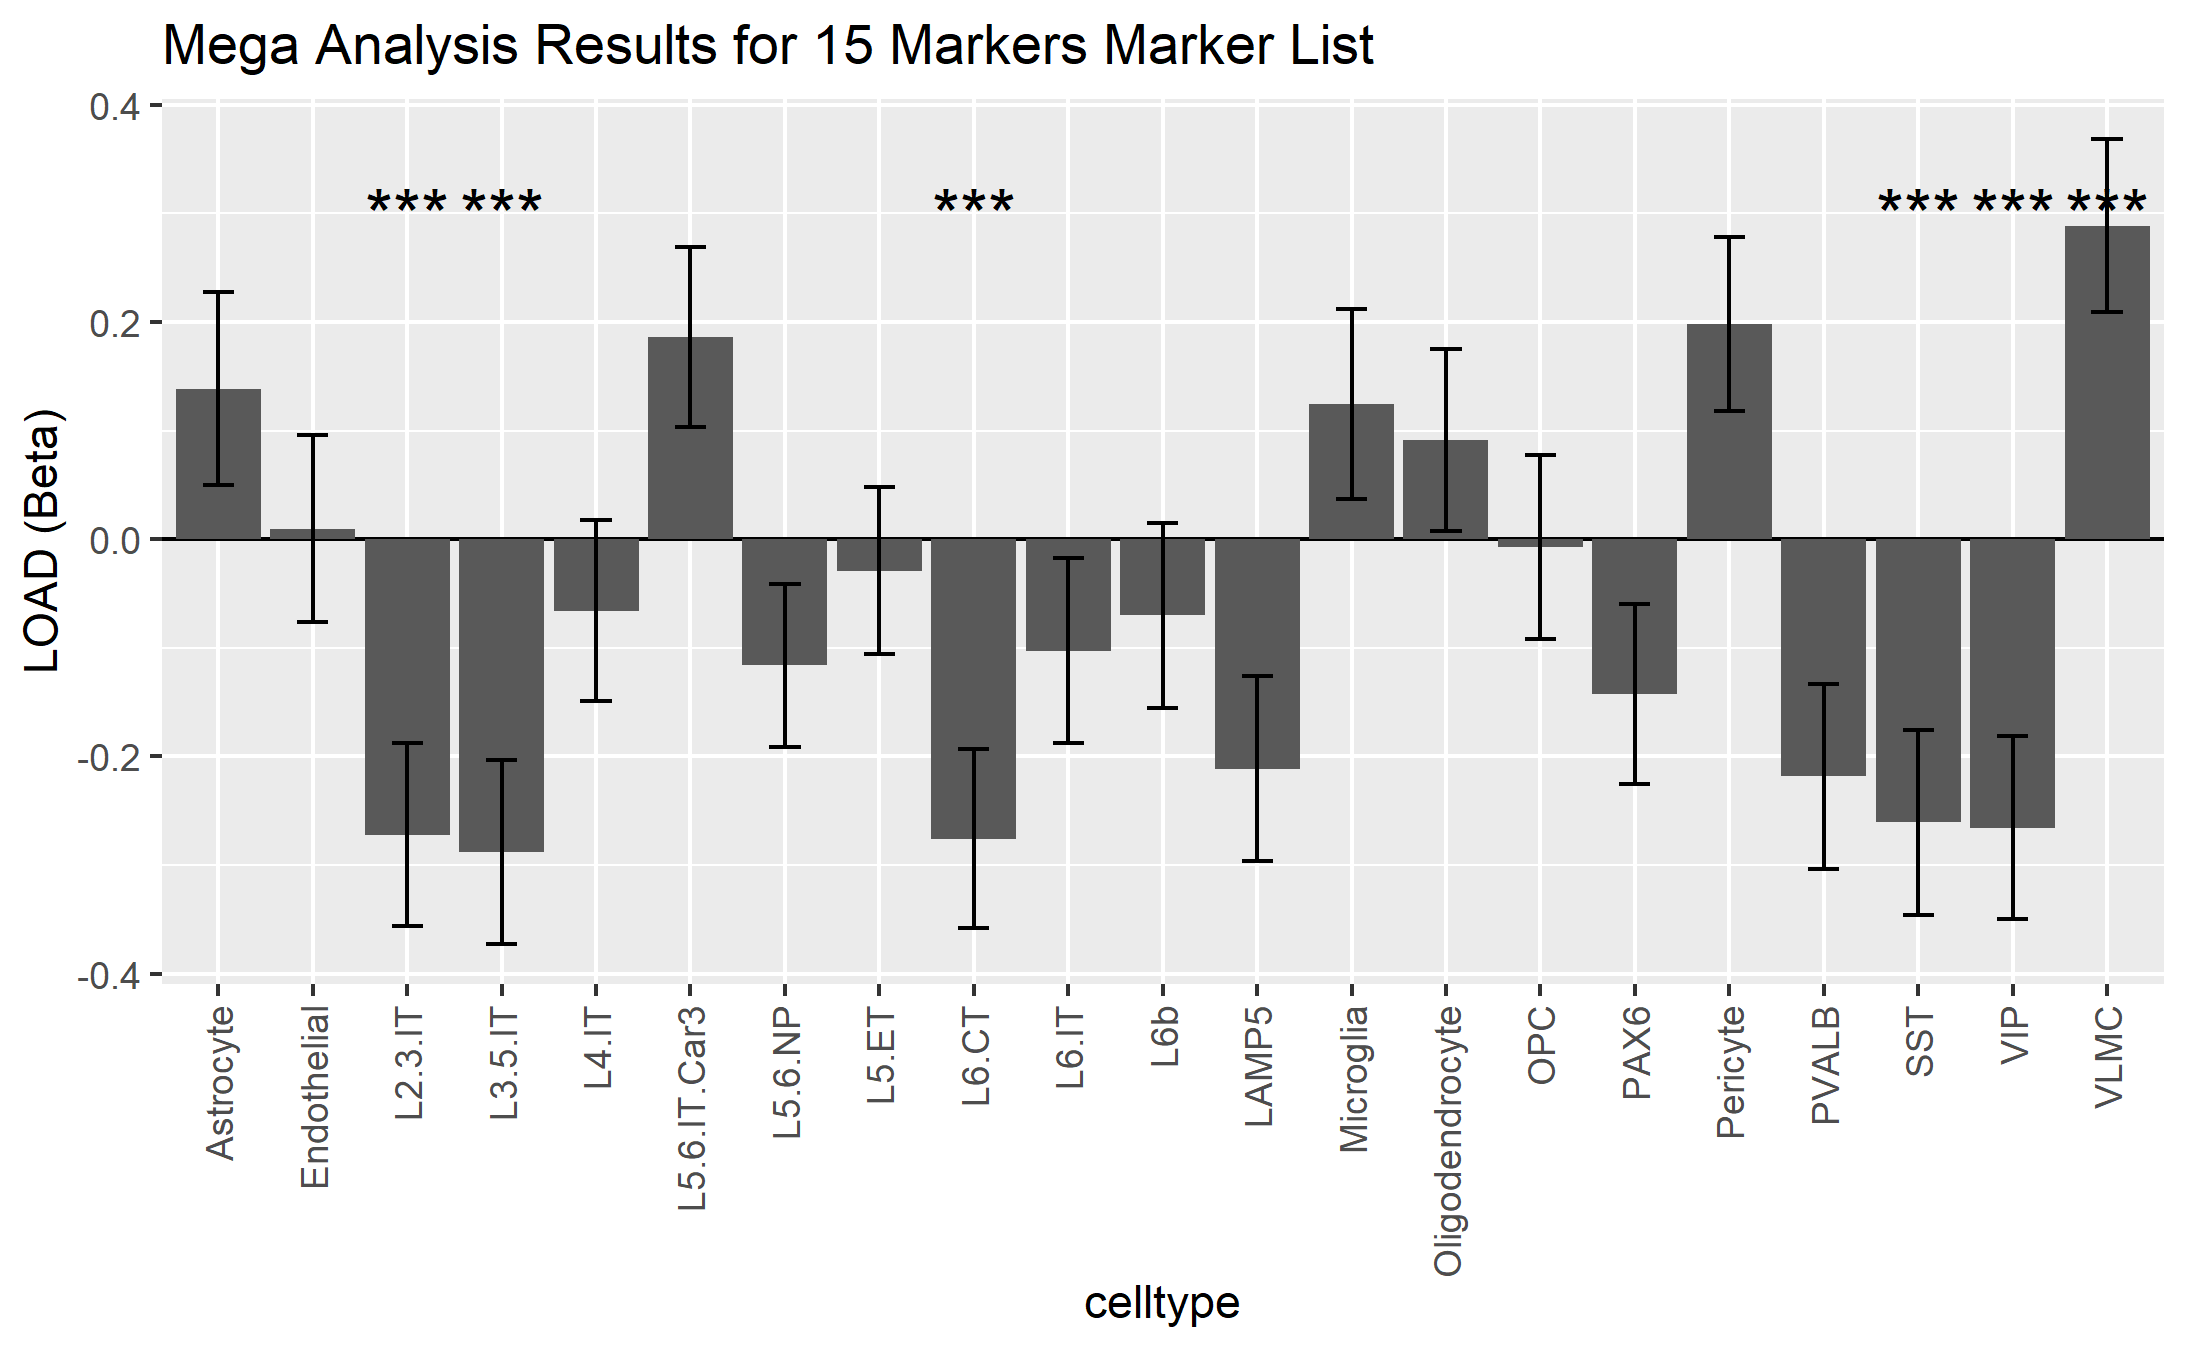 Mega Analysis Results for 15 Markers Marker List
LOAD (Beta)
0.4
0.2
0.0
-0.2
-0.4
*** *** *** *** *** ***
Astrocyte
Endothelial
L2.3.IT
L3.5.IT
L4.IT
L5.6.IT.Car3
L5.6.NP
L5.ET
L6.CT
L6.IT
L6b
LAMP5
Microglia
Oligodendrocyte
OPC
PAX6
Pericyte
PVALB
SST
VIP
VLMC
celltype